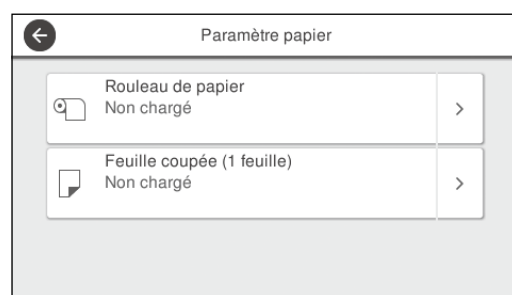 Paramètre papier
Rouleau de papier
Non chargé
Feuille coupée (1 feuille)
Non chargé